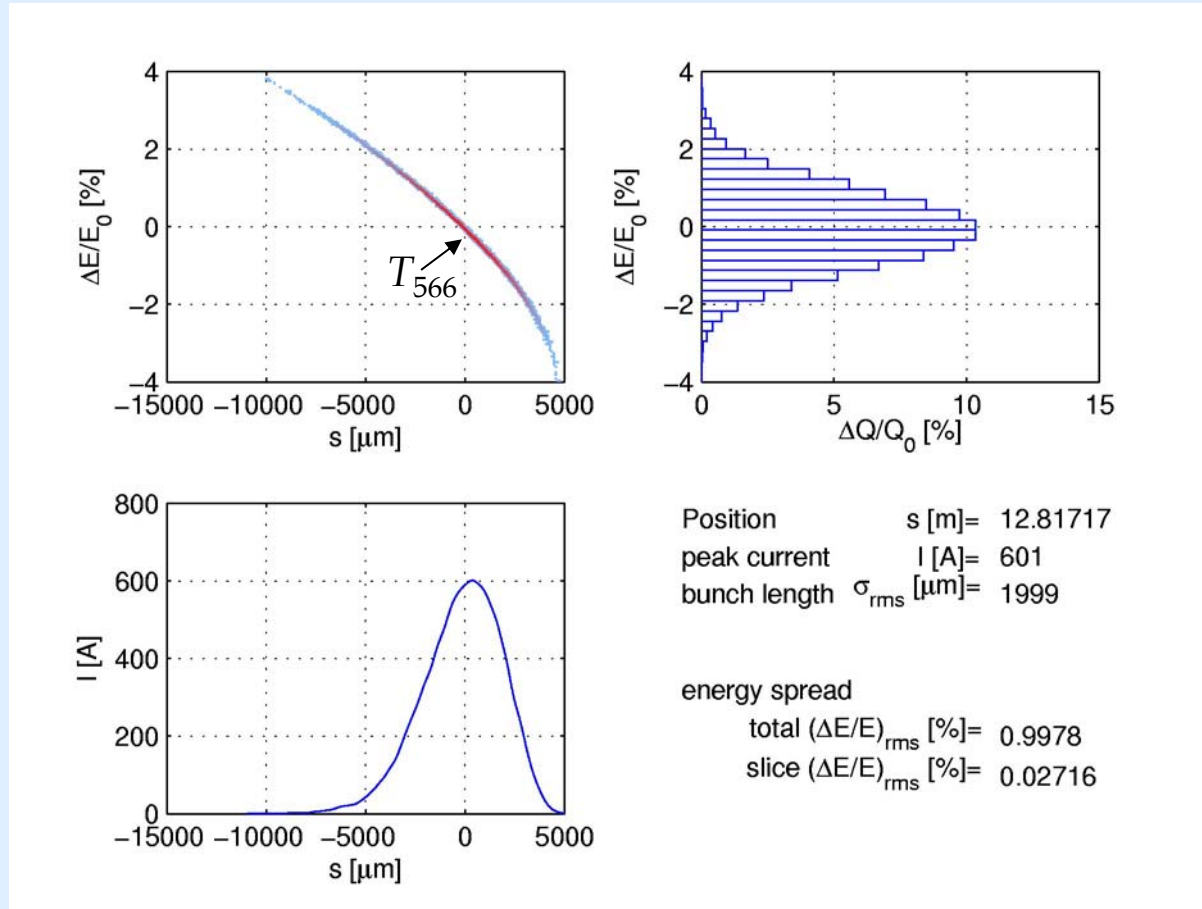 4
2
0
−2
−4
ΔE/E0 [%]
T566
−15000 −10000 −5000 0 5000
s [μm]
4
2
0
−2
−4
ΔE/E0 [%]
0 5 10 15
ΔQ/Q0 [%]
800
600
400
200
0
I [A]
−15000 −10000 −5000 0 5000
s [μm]
Position s [m]= 12.81717
peak current I [A]= 601
bunch length σrms [μm]= 1999
energy spread
total (ΔE/E)rms [%]= 0.9978
slice (ΔE/E)rms [%]= 0.02716